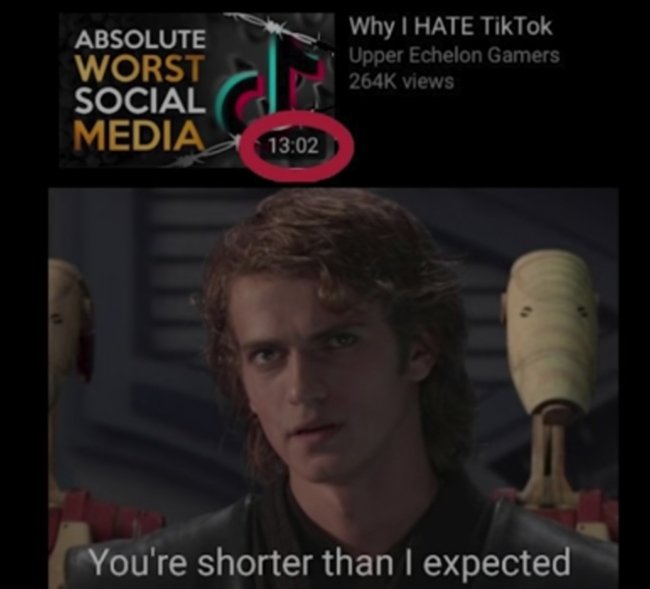 ABSOLUTE
WORST
SOCIAL
MEDIA
13:02
Why I HATE TikTok
Upper Echelon Gamers
264K views
You're shorter than I expected